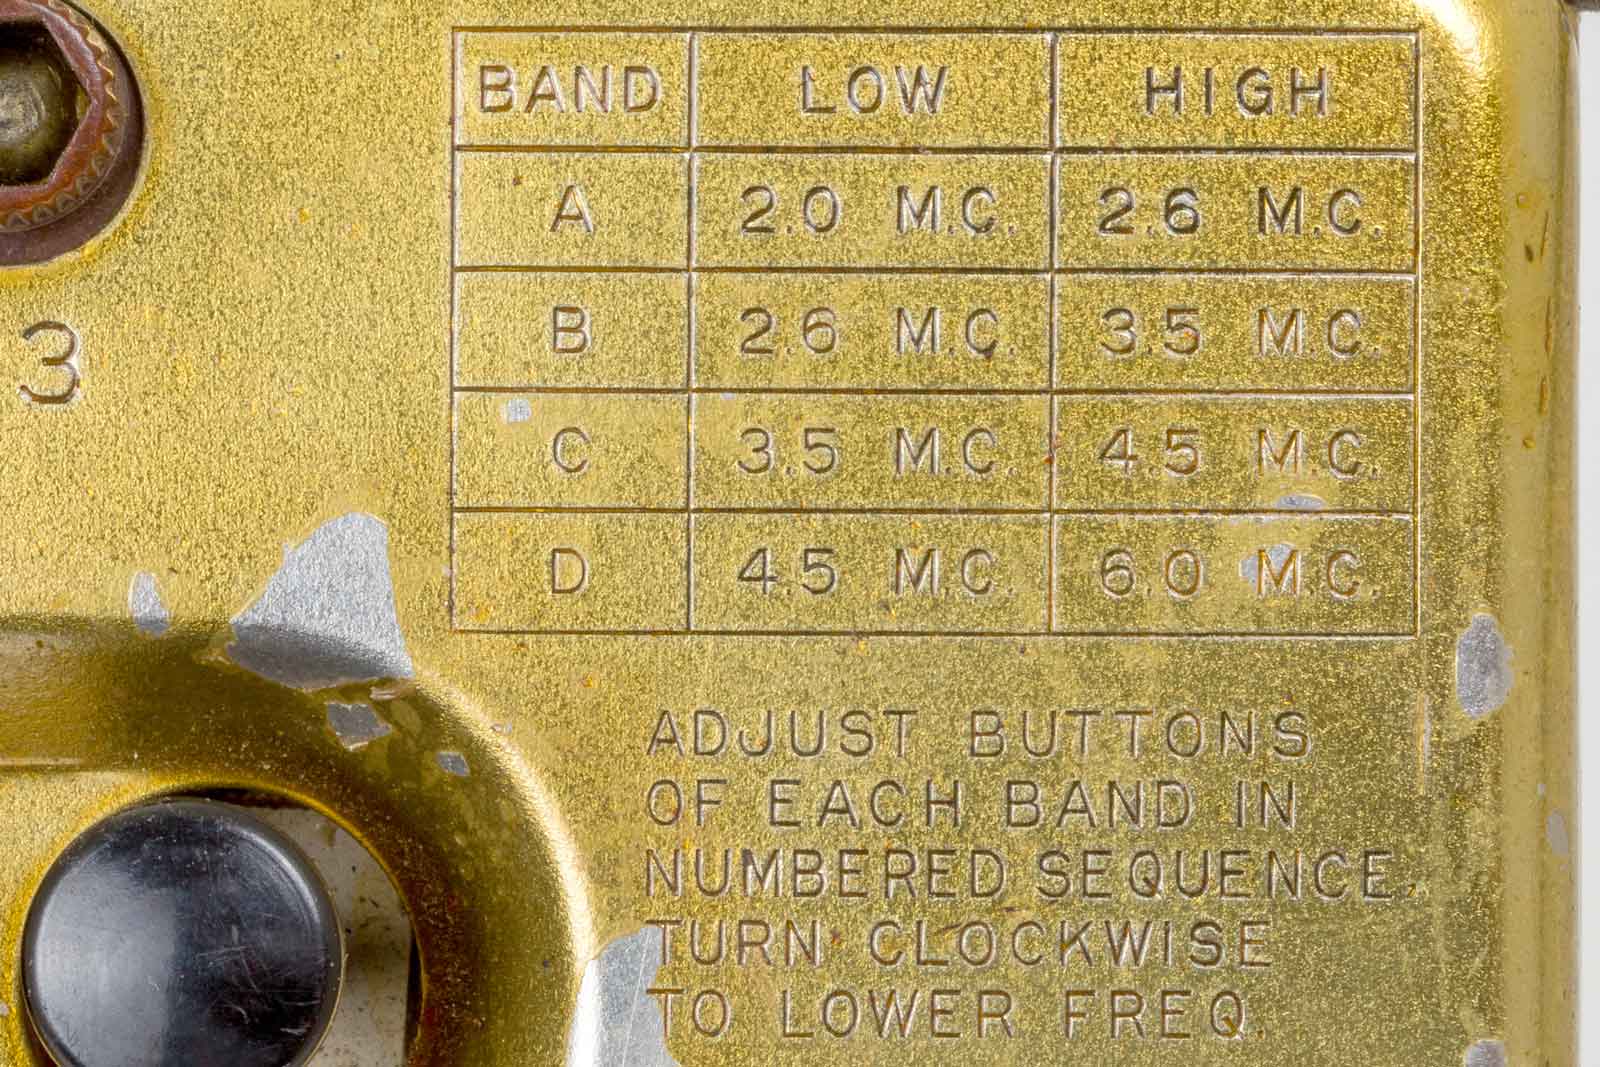 BAND LOW HIGH
A 2.0 M.C. 2.6 M.C.
B 2.6 M.C. 3.5 M.C.
C 3.5 M.C. 4.5 M.C.
D 4.5 M.C. 6.0 M.C.
3
ADJUST BUTTONS
OF EACH BAND IN
NUMBERED SEQUENCE.
TURN CLOCKWISE
TO LOWER FREQ.